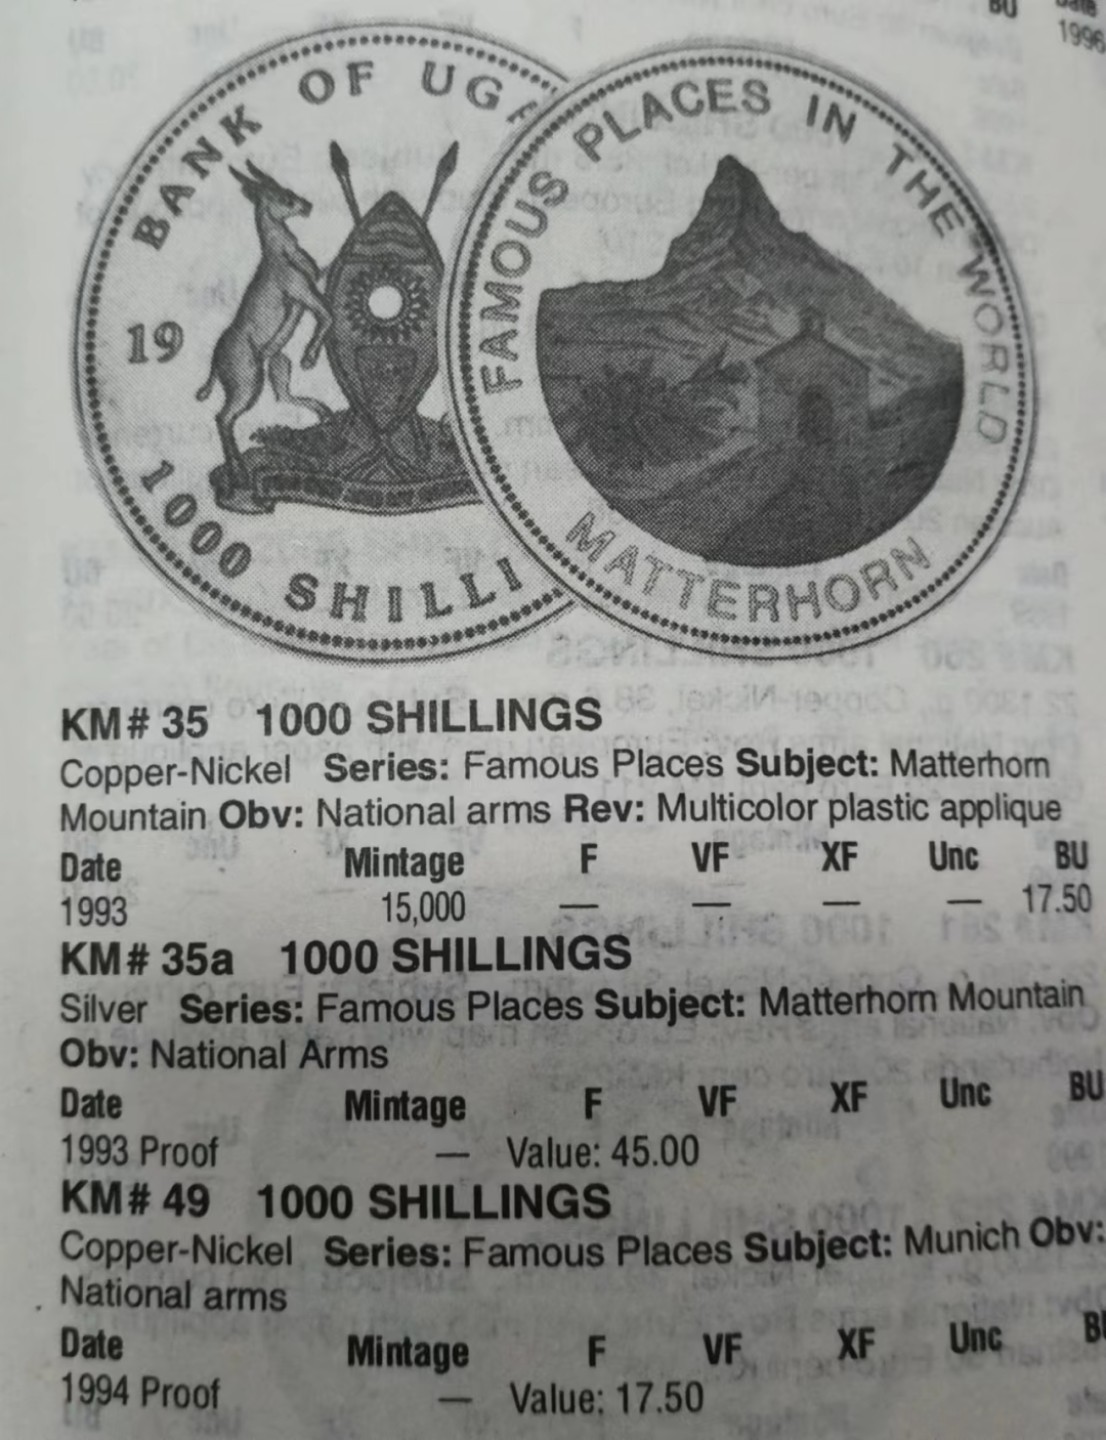 BU
1996
BANK OF UG
19
1000 SHILLI
FAMOUS PLACES IN THE WORLD
MATTERHORN
KM# 35 1000 SHILLINGS
Copper-Nickel Series: Famous Places Subject: Matterhorn
Mountain Obv: National arms Rev: Multicolor plastic applique
Date Mintage F VF XF Unc BU
1993 15,000 — — — — 17.50
KM# 35a 1000 SHILLINGS
Silver Series: Famous Places Subject: Matterhorn Mountain
Obv: National Arms
Date Mintage F VF XF Unc BU
1993 Proof — Value: 45.00
KM# 49 1000 SHILLINGS
Copper-Nickel Series: Famous Places Subject: Munich Obv:
National arms
Date Mintage F VF XF Unc B
1994 Proof — Value: 17.50